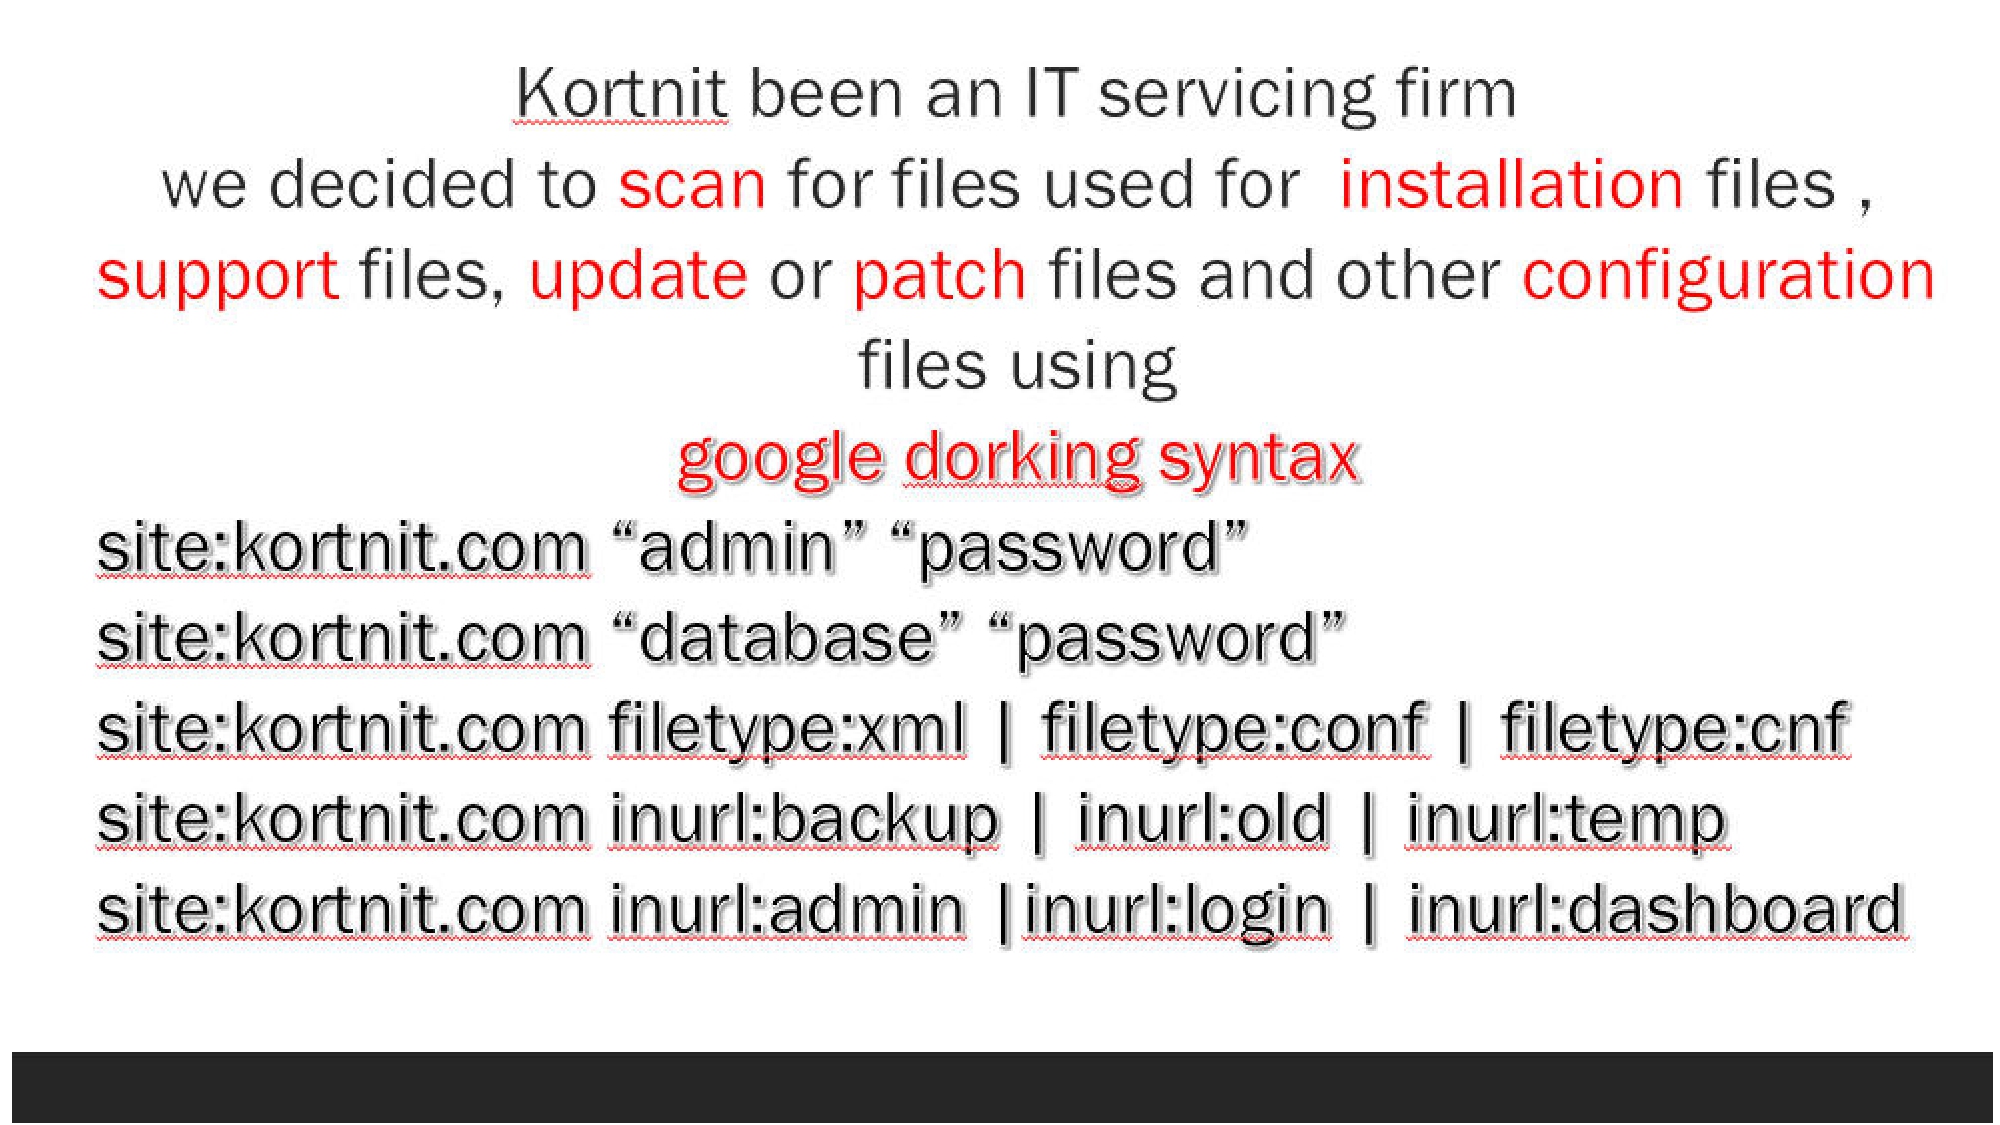 Kortnit been an IT servicing firm
we decided to scan for files used for installation files ,
support files, update or patch files and other configuration
files using
google dorking syntax
site:kortnit.com “admin” “password”
site:kortnit.com “database” “password”
site:kortnit.com filetype:xml | filetype:conf | filetype:cnf
site:kortnit.com inurl:backup | inurl:old | inurl:temp
site:kortnit.com inurl:admin |inurl:login | inurl:dashboard